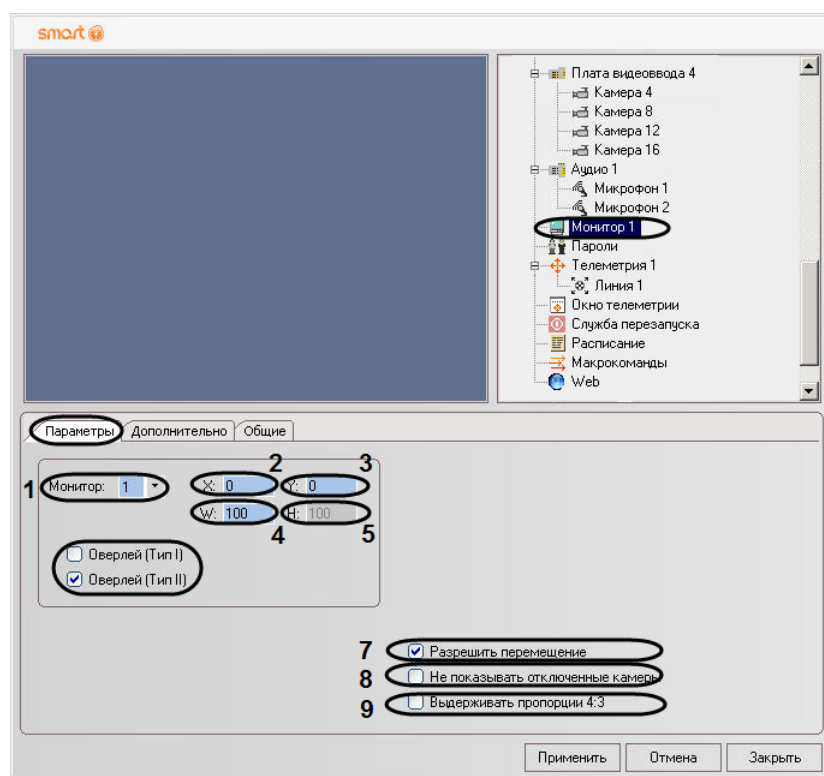 smart
Плата видеоввода 4
Камера 4
Камера 8
Камера 12
Камера 16
Аудио 1
Микрофон 1
Микрофон 2
Монитор 1
Пароли
Телеметрия 1
Линия 1
Окно телеметрии
Служба перезапуска
Расписание
Макрокоманды
Web
Параметры Дополнительно Общие
2 3
1 Монитор: 1 X: 0 Y: 0
W: 100 H: 100
4 5
Оверлей (Тип I)
Оверлей (Тип II)
7 Разрешить перемещение
8 Не показывать отключенные камеры
9 Выдерживать пропорции 4:3
Применить Отмена Закрыть